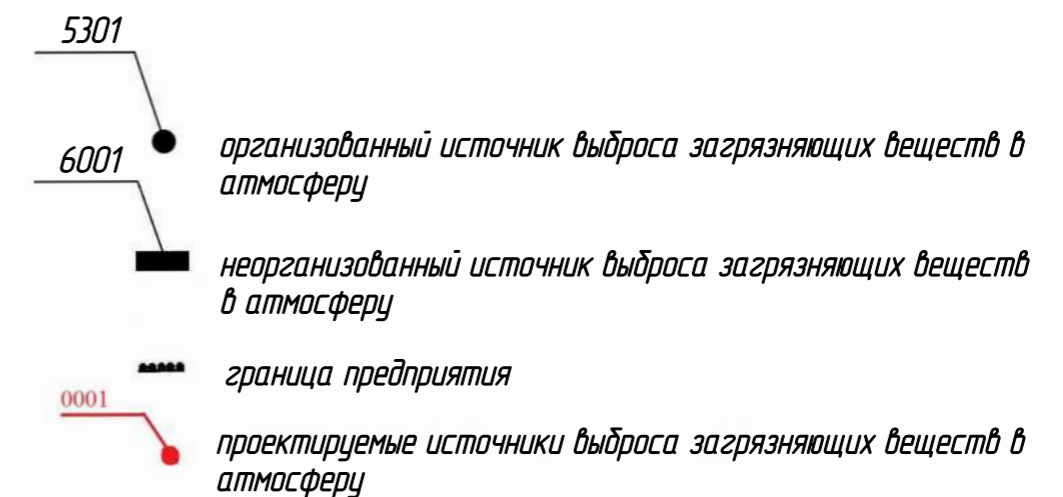 5301
организованный источник выброса загрязняющих веществ в
атмосферу
6001
неорганизованный источник выброса загрязняющих веществ
в атмосферу
граница предприятия
0001
проектируемые источники выброса загрязняющих веществ в
атмосферу